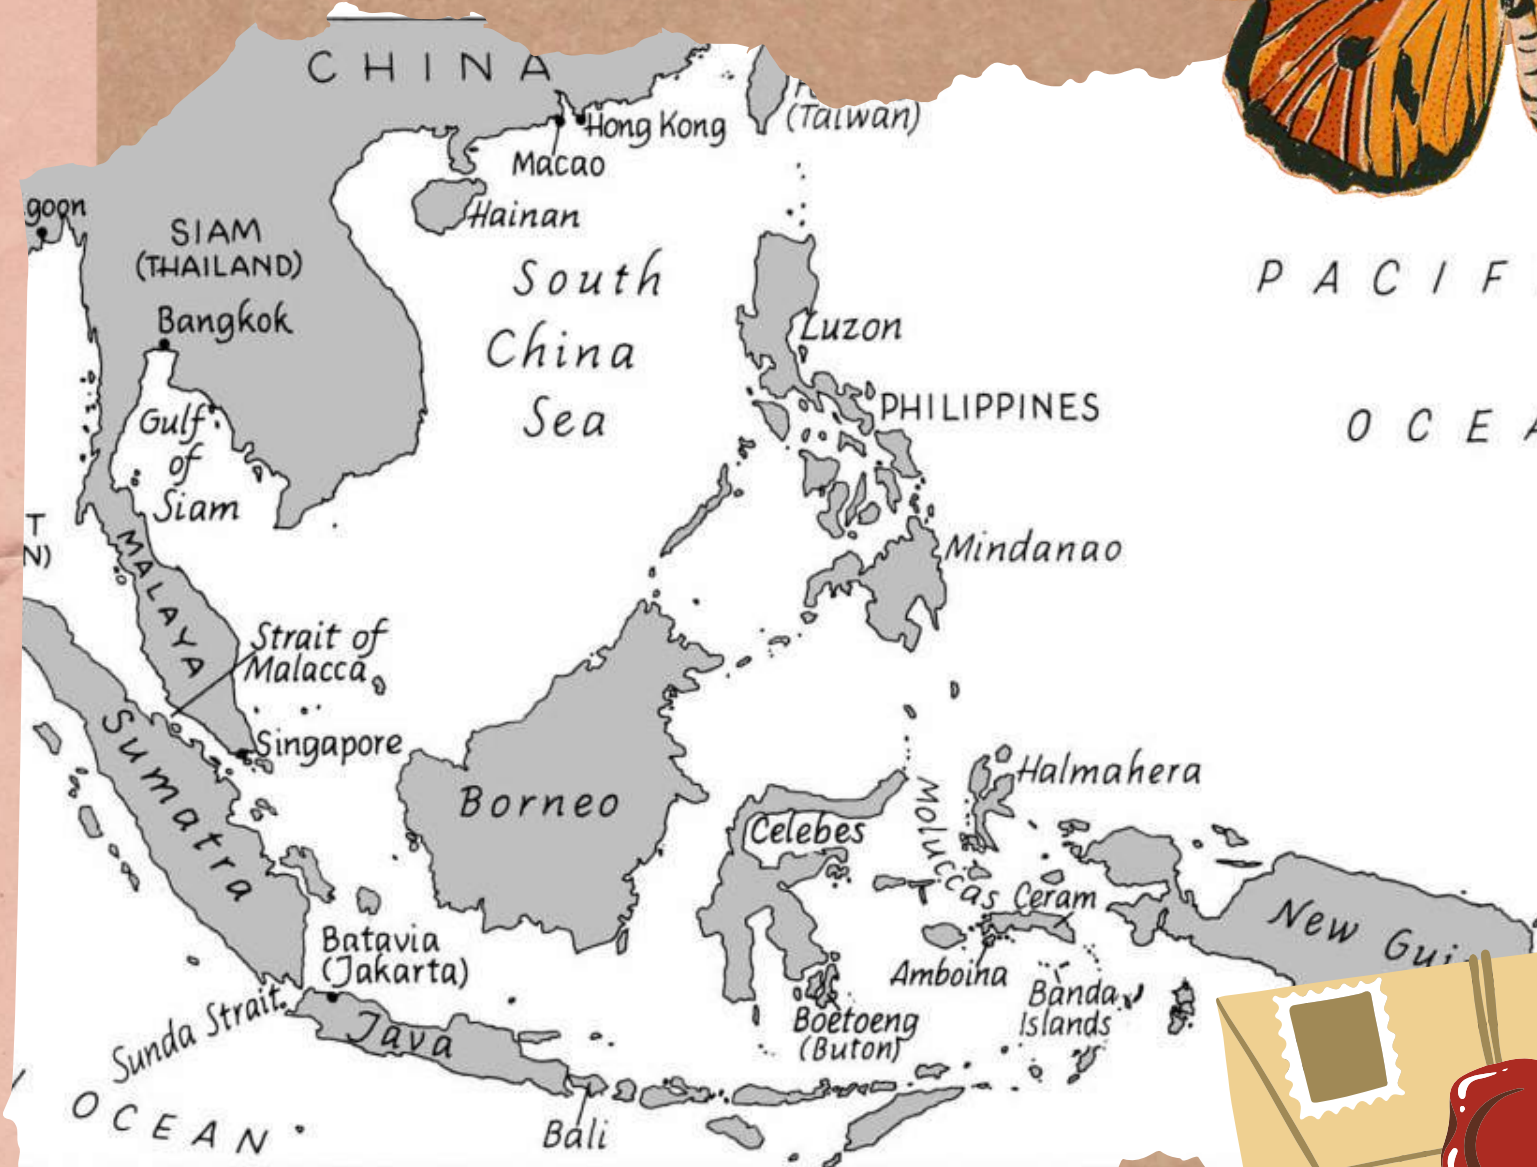 CHINA
Hong Kong
(Taiwan)
Macao
goon
Hainan
SIAM
(THAILAND)
South
China
Sea
PACIF
Bangkok
Luzon
Gulf
of
Siam
PHILIPPINES
OCEA
T
N)
MALAYA
Mindanao
Strait of
Malacca
Singapore
Sumatra
Borneo
Celebes
Moluccas
Halmahera
Ceram
New Gui
Batavia
(Jakarta)
Amboina
Banda
Islands
Sunda Strait
Java
Boetoeng
(Buton)
OCEAN
Bali